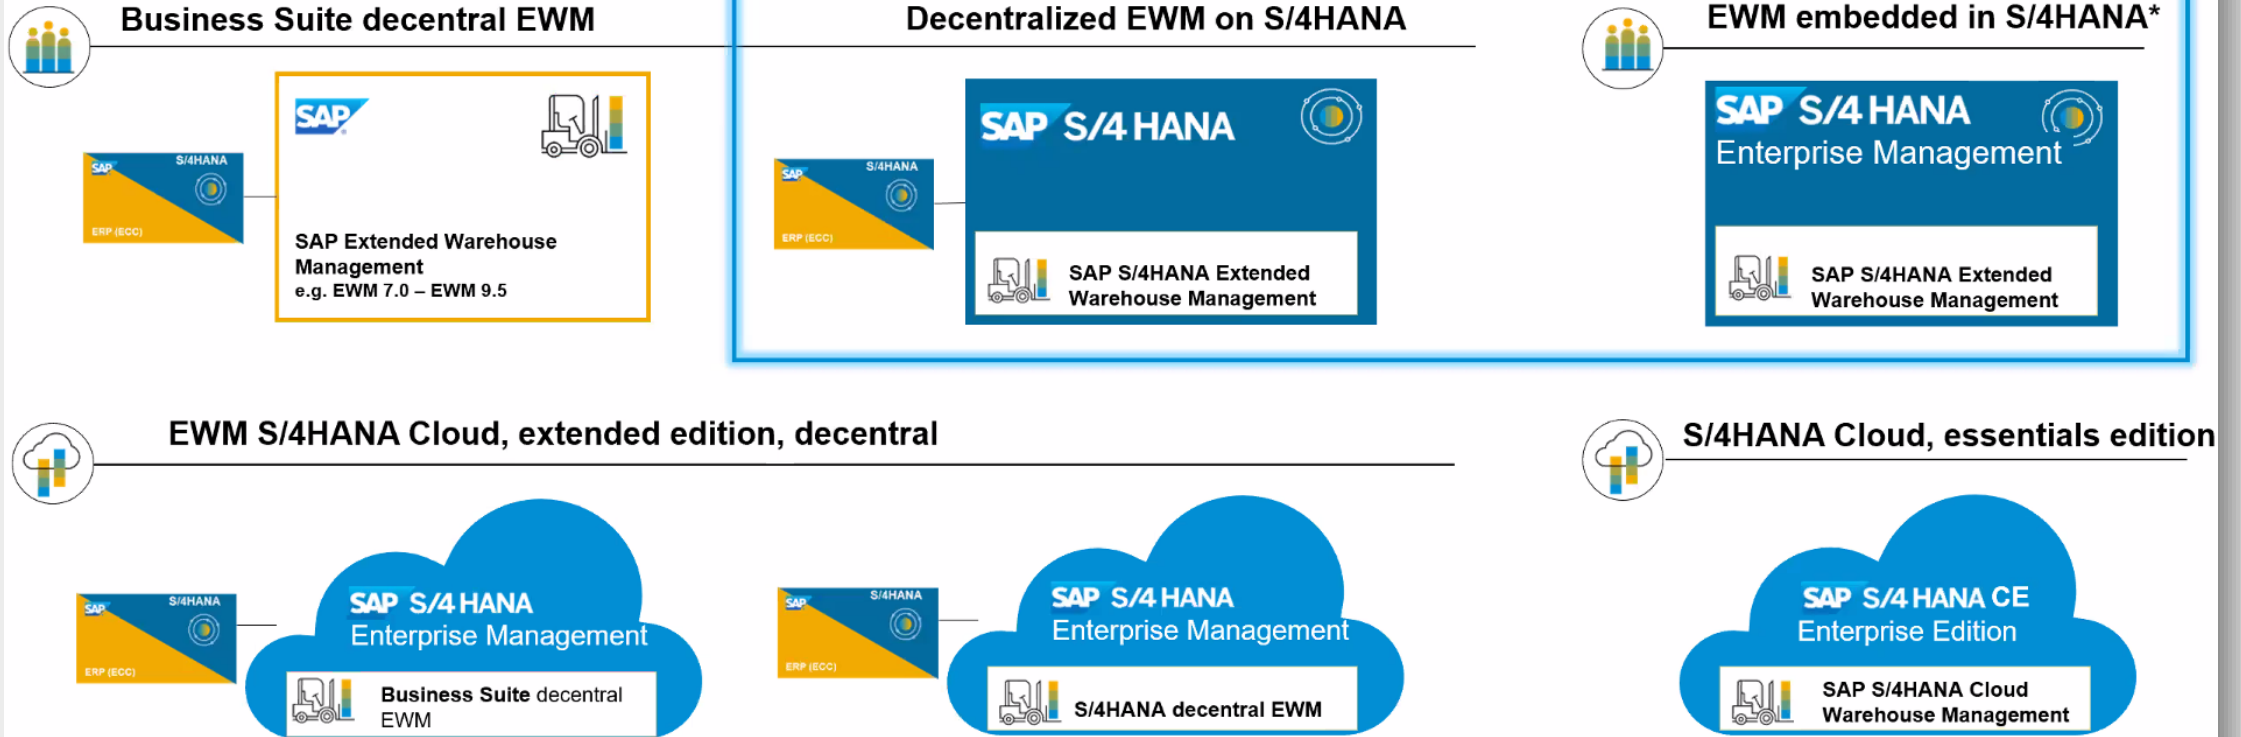 Business Suite decentral EWM
Decentralized EWM on S/4HANA
EWM embedded in S/4HANA*
SAP
S/4HANA
SAP
ERP (ECC)
SAP Extended Warehouse
Management
e.g. EWM 7.0 – EWM 9.5
S/4HANA
SAP
ERP (ECC)
SAP S/4HANA
SAP S/4HANA Extended
Warehouse Management
SAP S/4HANA
Enterprise Management
SAP S/4HANA Extended
Warehouse Management
EWM S/4HANA Cloud, extended edition, decentral
S/4HANA Cloud, essentials edition
S/4HANA
SAP
ERP (ECC)
SAP S/4HANA
Enterprise Management
Business Suite decentral
EWM
S/4HANA
SAP
ERP (ECC)
SAP S/4HANA
Enterprise Management
S/4HANA decentral EWM
SAP S/4HANA CE
Enterprise Edition
SAP S/4HANA Cloud
Warehouse Management